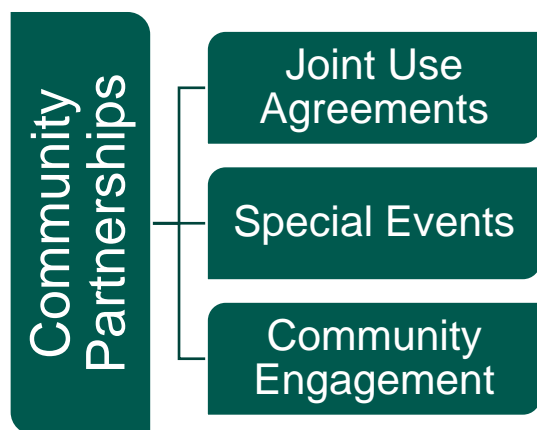 Community
Partnerships
Joint Use
Agreements
Special Events
Community
Engagement